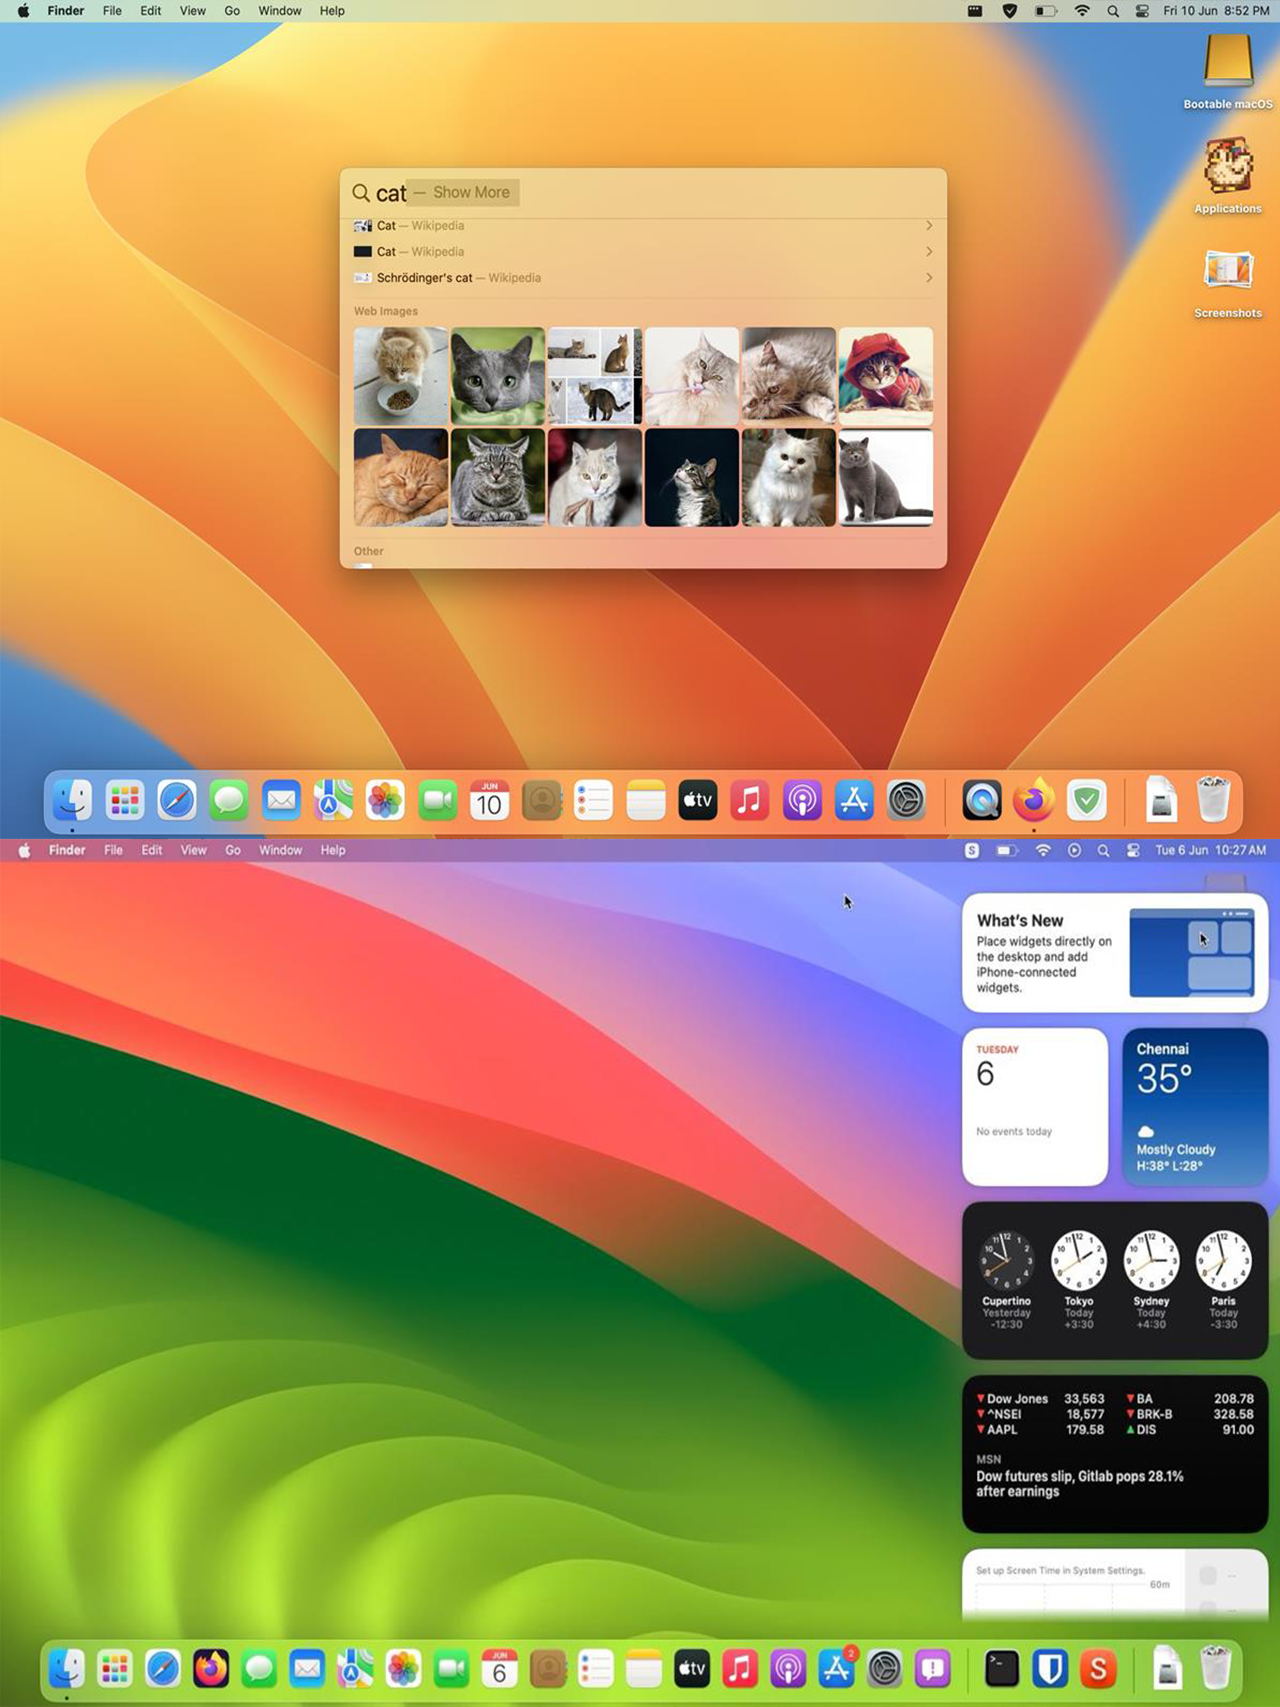 Finder File Edit View Go Window Help Fri 10 Jun 8:52 PM
Bootable macOS
Applications
Screenshots
cat — Show More
Cat — Wikipedia
Cat — Wikipedia
Schrödinger's cat — Wikipedia
Web Images
Other
JUN
10
tv
Finder File Edit View Go Window Help S Tue 6 Jun 10:27 AM
What's New
Place widgets directly on
the desktop and add
iPhone-connected
widgets.
TUESDAY
6
No events today
Chennai
35°
Mostly Cloudy
H:38° L:28°
Cupertino
Yesterday
-12:30
Tokyo
Today
+3:30
Sydney
Today
+4:30
Paris
Today
-3:30
Dow Jones 33,563 BA 208.78
^NSEI 18,577 BRK-B 328.58
AAPL 179.58 DIS 91.00
MSN
Dow futures slip, Gitlab pops 28.1%
after earnings
Set up Screen Time in System Settings.
60m
JUN
6
tv
2
S